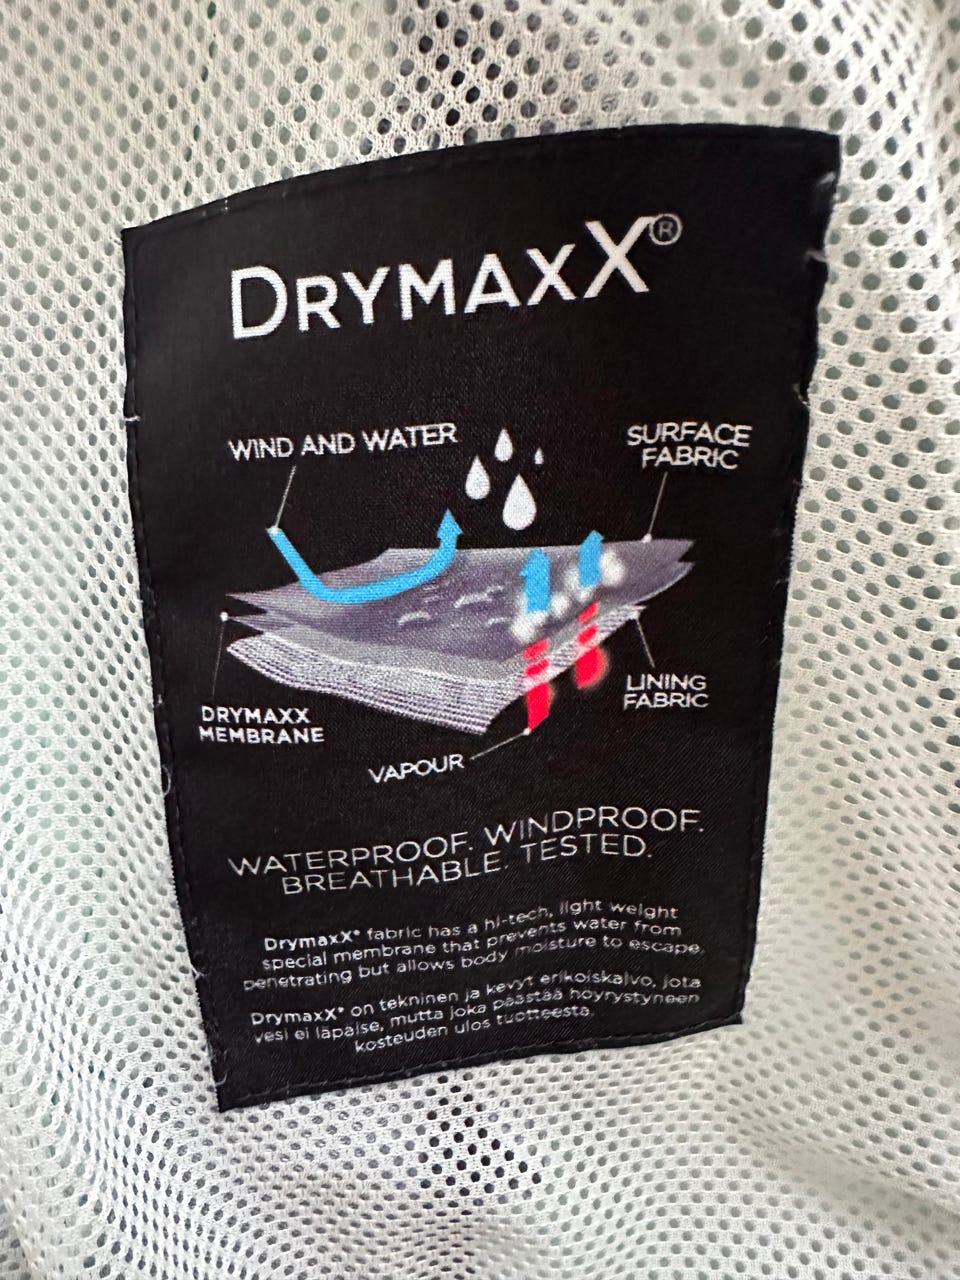 DRYMAXX®
WIND AND WATER
SURFACE
FABRIC
DRYMAXX
MEMBRANE
LINING
FABRIC
VAPOUR
WATERPROOF. WINDPROOF.
BREATHABLE. TESTED.
DrymaxX® fabric has a hi-tech, light weight
special membrane that prevents water from
penetrating but allows body moisture to escape.
DrymaxX® on tekninen ja kevyt erikoiskalvo, jota
vesi ei läpäise, mutta joka päästää höyrystyneen
kosteuden ulos tuotteesta.